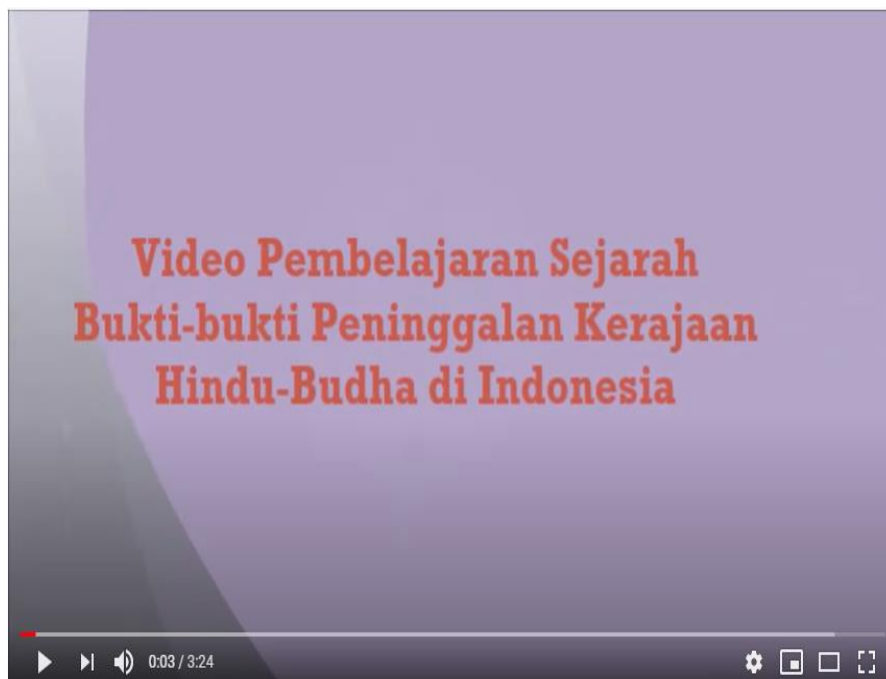 Video Pembelajaran Sejarah
Bukti-bukti Peninggalan Kerajaan
Hindu-Budha di Indonesia
0:03 / 3:24